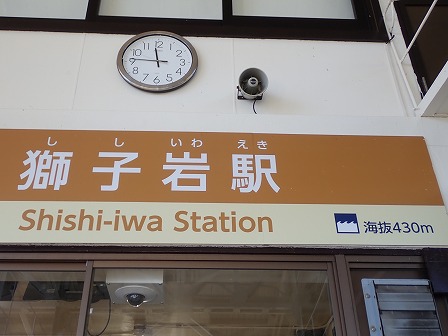 ししいわえき
獅子岩駅
Shishi-iwa Station
海抜430m